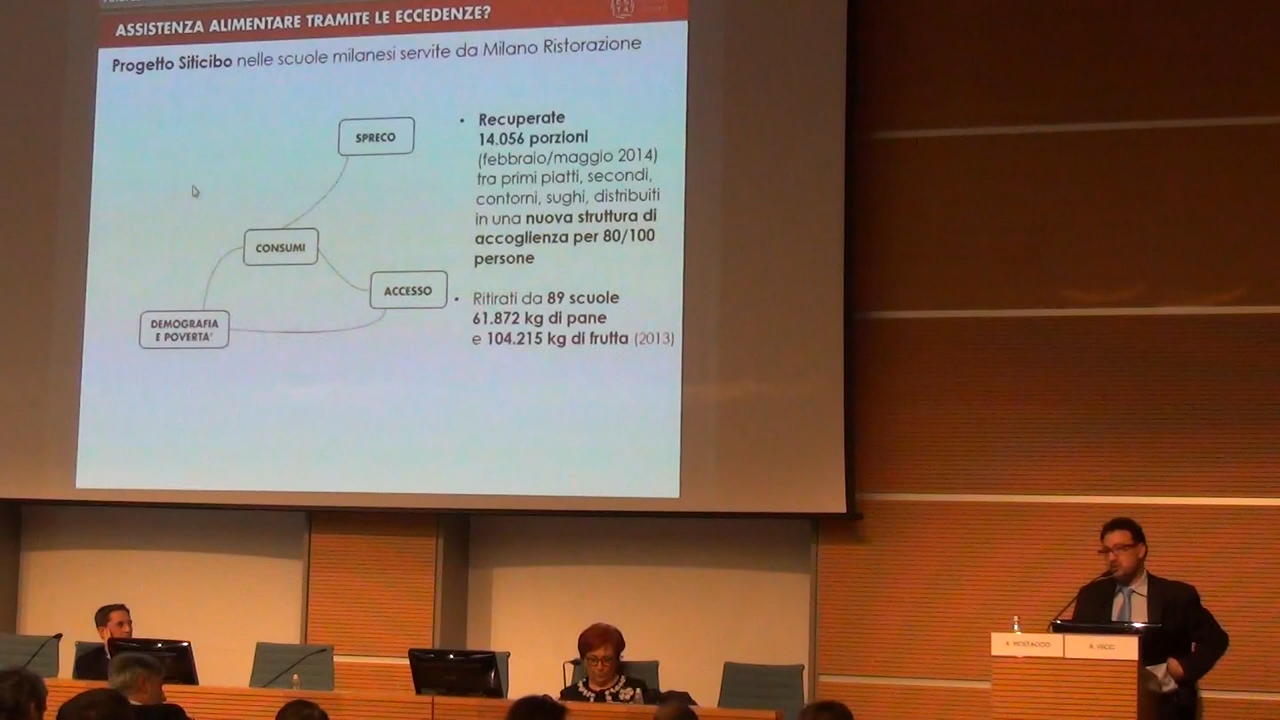 ASSISTENZA ALIMENTARE TRAMITE LE ECCEDENZE?
Progetto Siticibo nelle scuole milanesi servite da Milano Ristorazione
SPRECO
CONSUMI
ACCESSO
DEMOGRAFIA
E POVERTA'
• Recuperate
14.056 porzioni
(febbraio/maggio 2014)
tra primi piatti, secondi,
contorni, sughi, distribuiti
in una nuova struttura di
accoglienza per 80/100
persone
• Ritirati da 89 scuole
61.872 kg di pane
e 104.215 kg di frutta (2013)